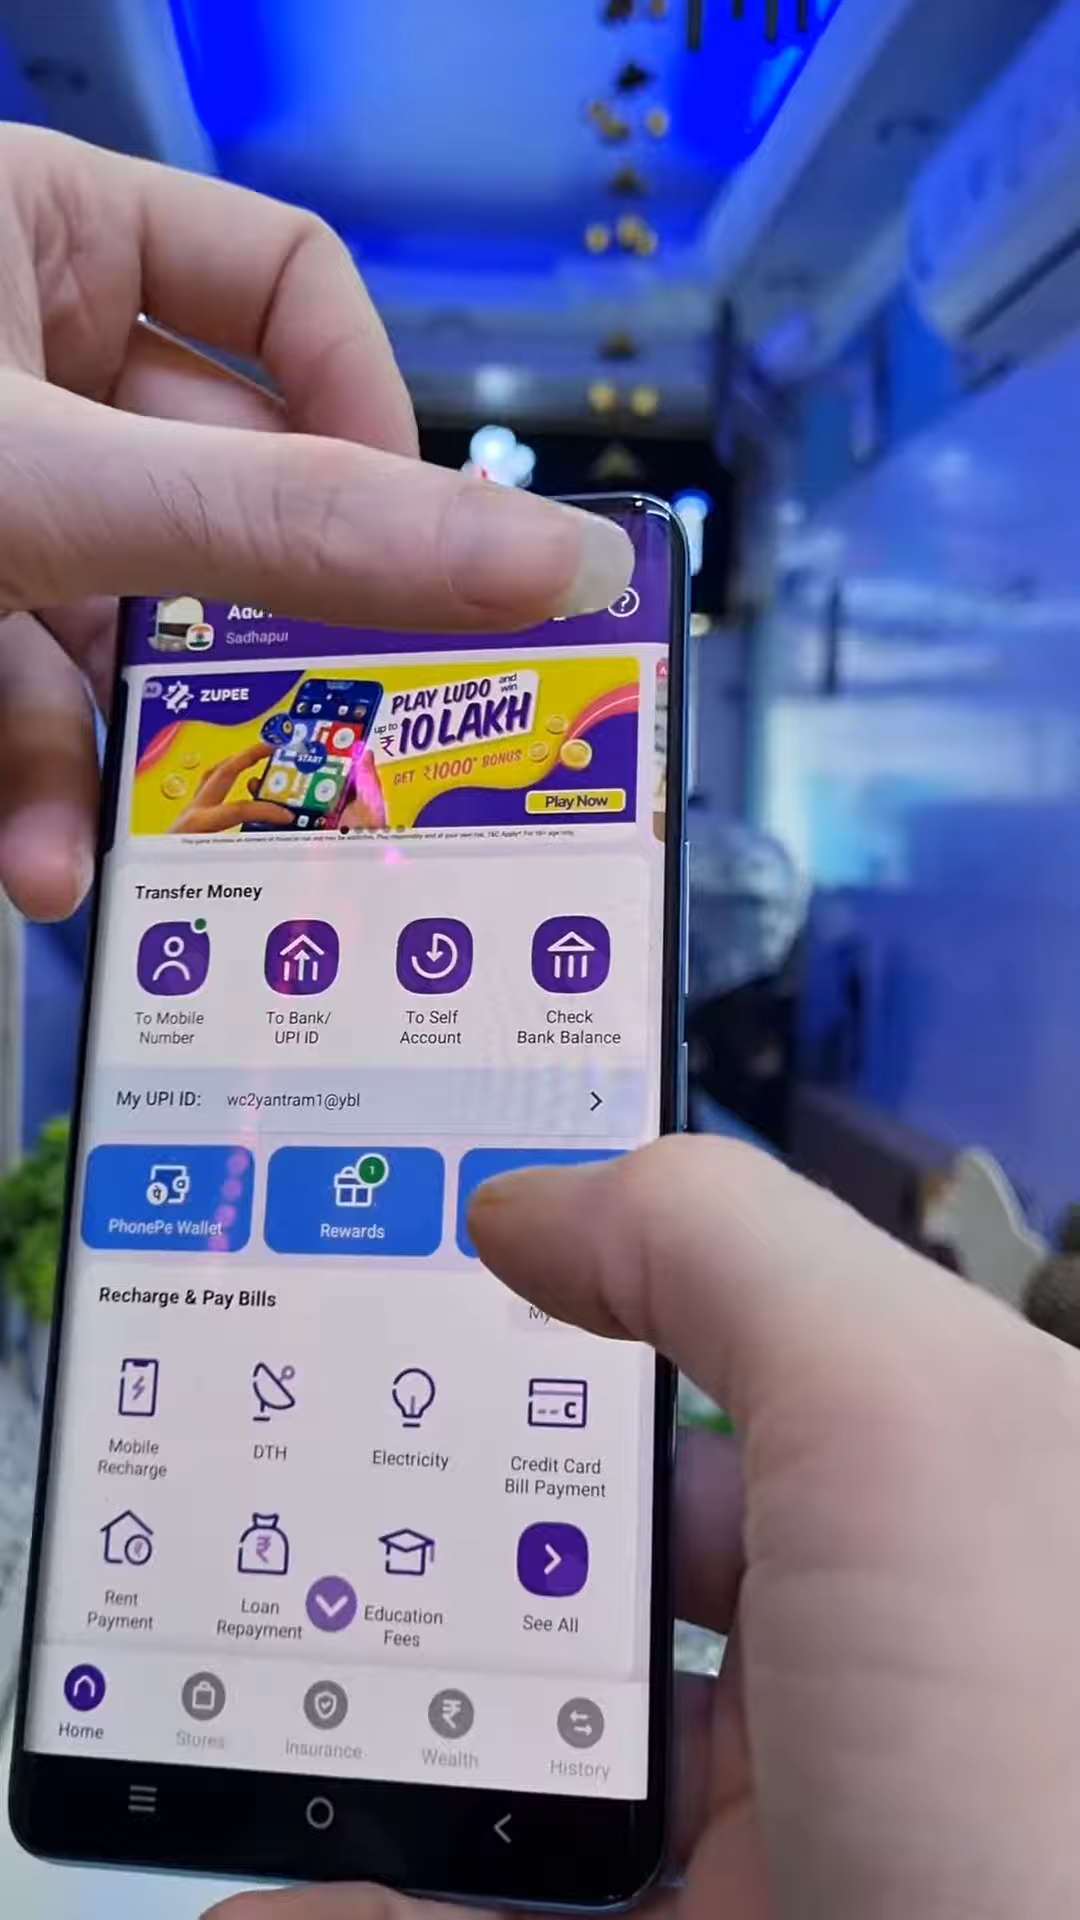 Sadhapur
ZUPEE
PLAY LUDO and win
up to ₹10 LAKH
GET ₹1000* BONUS
Play Now
Transfer Money
To Mobile Number
To Bank/ UPI ID
To Self Account
Check Bank Balance
My UPI ID: wc2yantram1@ybl
PhonePe Wallet
1
Rewards
Recharge & Pay Bills
My
Mobile Recharge
DTH
Electricity
Credit Card Bill Payment
Rent Payment
Loan Repayment
Education Fees
See All
Home
Stores
Insurance
Wealth
History